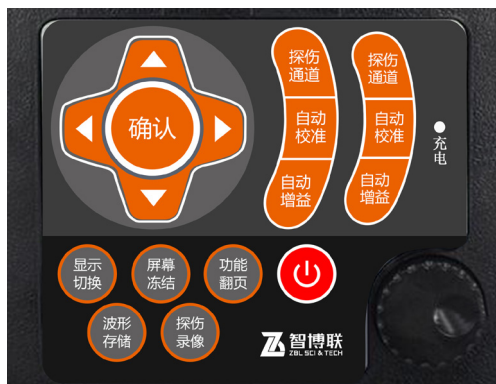 探伤
通道
探伤
通道
确认
自动
校准
自动
校准
充电
自动
增益
自动
增益
显示
切换
屏幕
冻结
功能
翻页
波形
存储
探伤
录像
智博联
ZBL SCI & TECH